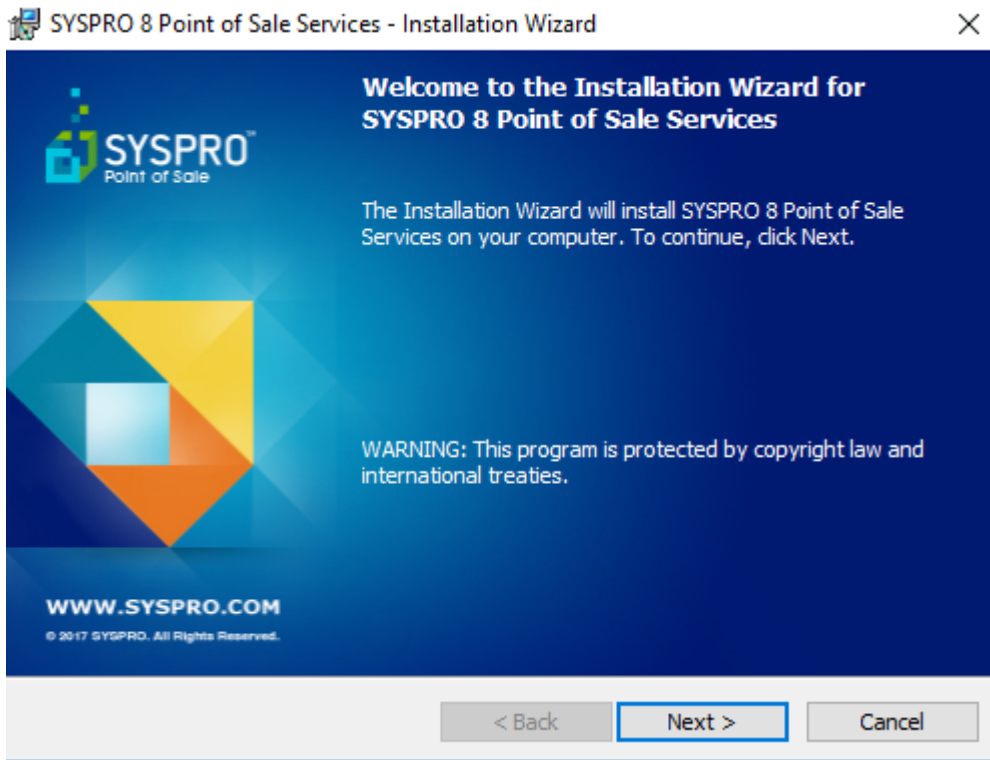 SYSPRO 8 Point of Sale Services - Installation Wizard
SYSPRO™
Point of Sale
Welcome to the Installation Wizard for
SYSPRO 8 Point of Sale Services
The Installation Wizard will install SYSPRO 8 Point of Sale
Services on your computer. To continue, click Next.
WARNING: This program is protected by copyright law and
international treaties.
WWW.SYSPRO.COM
© 2017 SYSPRO. All Rights Reserved.
< Back
Next >
Cancel